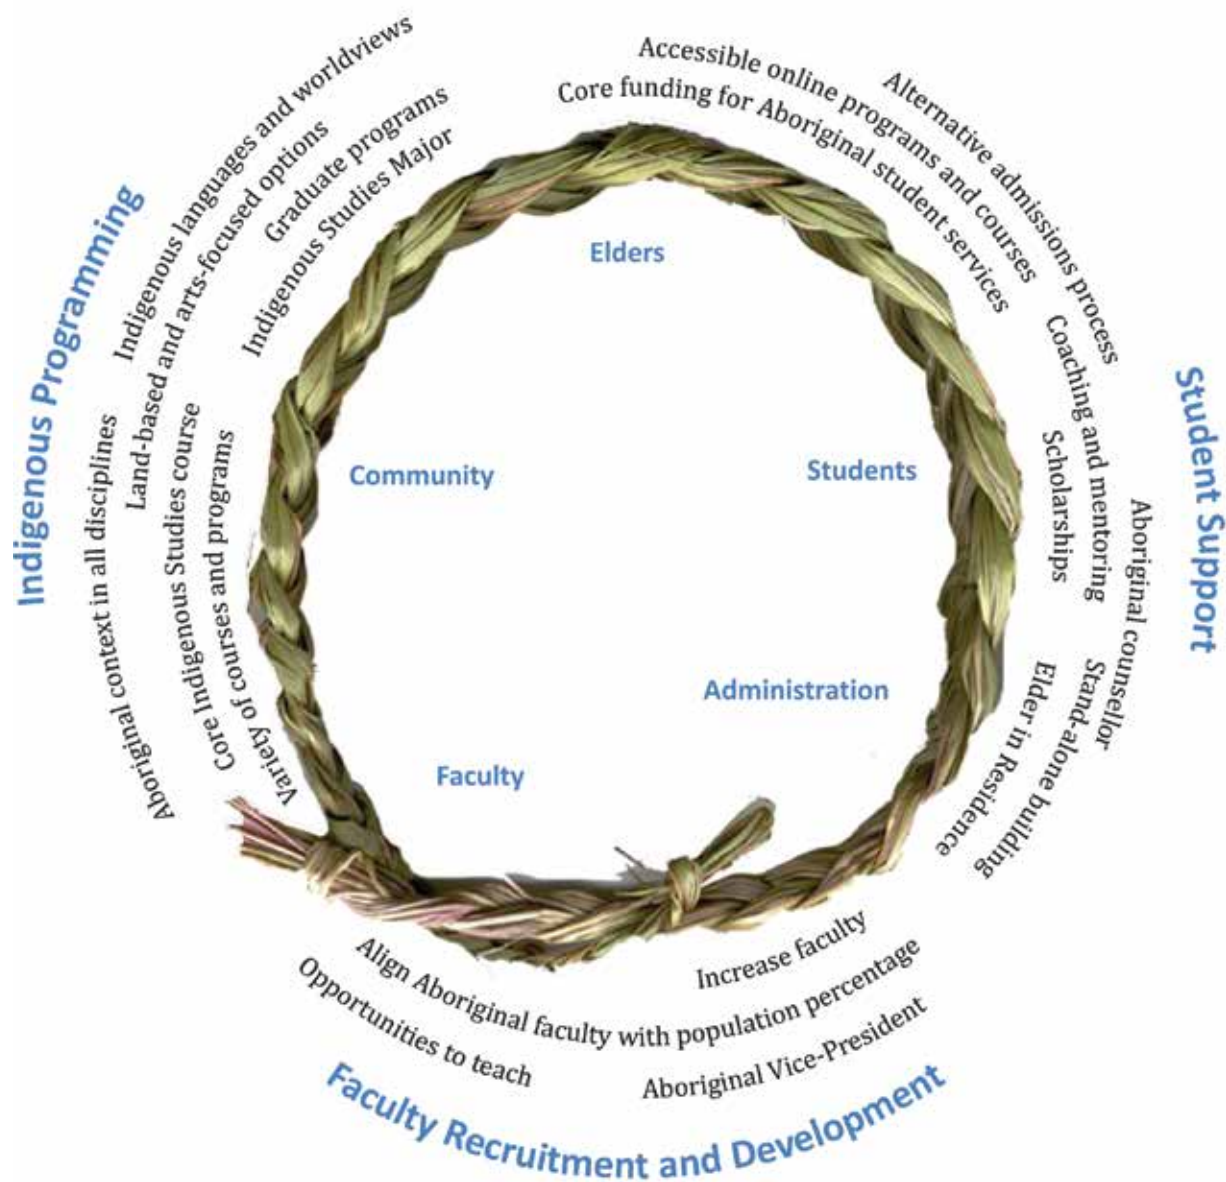 Indigenous Programming
Indigenous languages and worldviews
Land-based and arts-focused options
Graduate programs
Indigenous Studies Major
Aboriginal context in all disciplines
Core Indigenous Studies course
Variety of courses and programs
Student Support
Alternative admissions process
Accessible online programs and courses
Core funding for Aboriginal student services
Coaching and mentoring
Scholarships
Aboriginal counsellor
Stand-alone building
Elder in Residence
Elders
Community
Students
Administration
Faculty
Increase faculty
Align Aboriginal faculty with population percentage
Opportunities to teach
Aboriginal Vice-President
Faculty Recruitment and Development